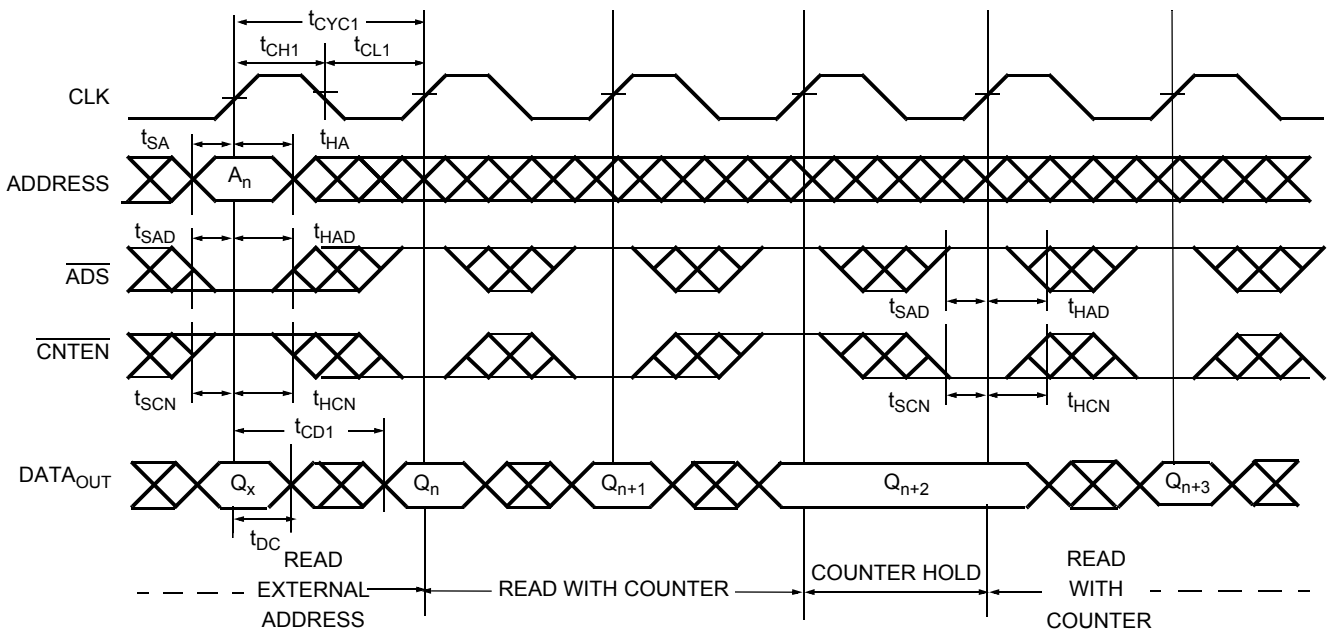 tCYC1
tCH1 tCL1
CLK
tSA tHA
ADDRESS An
tSAD tHAD
ADS
tSAD tHAD
CNTEN
tSCN tHCN tSCN tHCN
tCD1
DATAOUT Qx Qn Qn+1 Qn+2 Qn+3
tDC
READ
EXTERNAL
ADDRESS
READ WITH COUNTER
COUNTER HOLD
READ
WITH
COUNTER